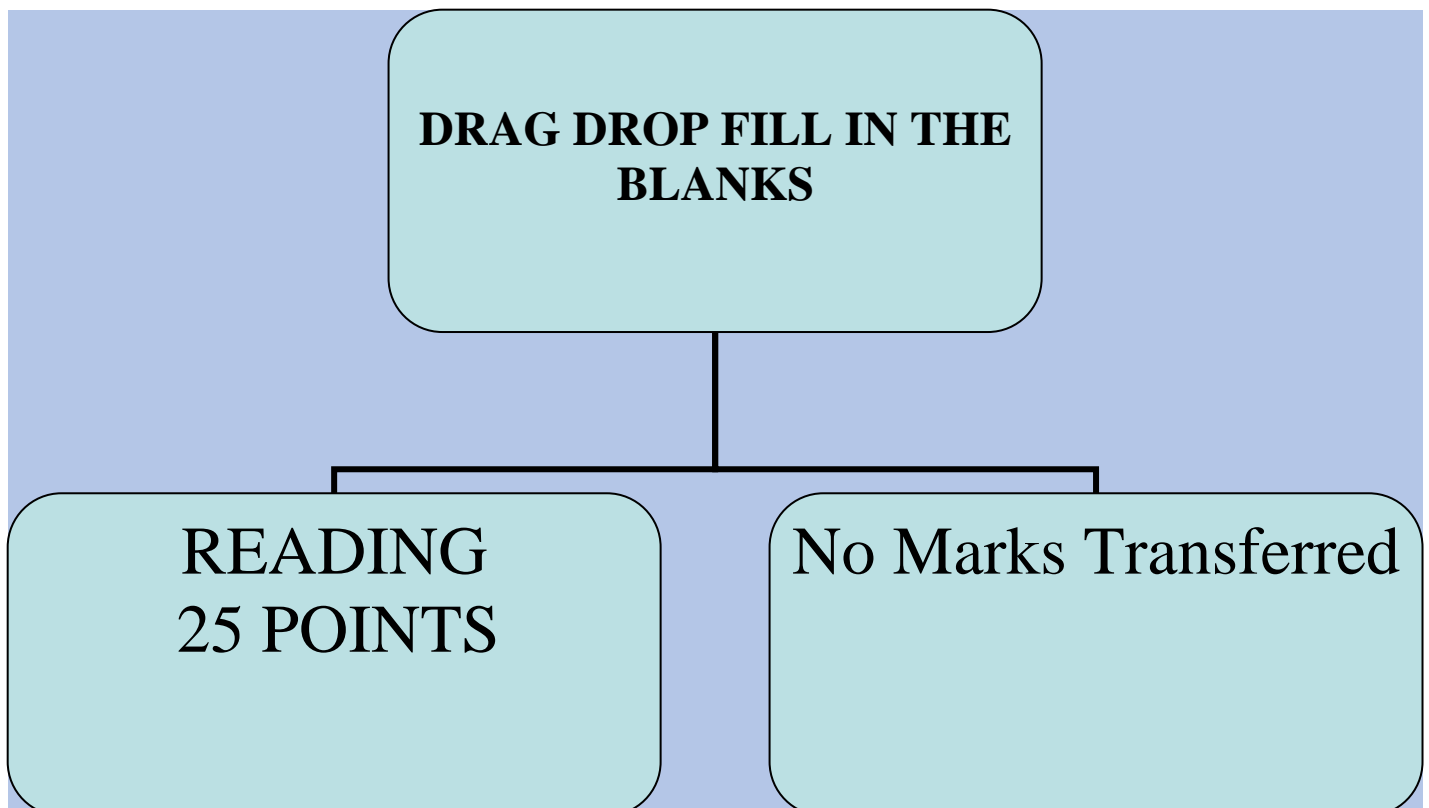 DRAG DROP FILL IN THE
BLANKS
READING
25 POINTS
No Marks Transferred